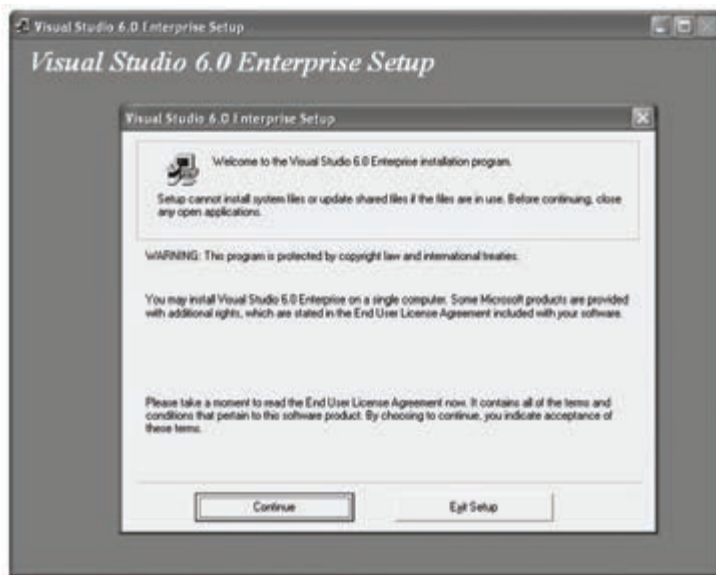 Visual Studio 6.0 Enterprise Setup
Visual Studio 6.0 Enterprise Setup
Visual Studio 6.0 Enterprise Setup
Welcome to the Visual Studio 6.0 Enterprise installation program.
Setup cannot install system files or update shared files if the files are in use. Before continuing, close
any open applications.
WARNING: This program is protected by copyright law and international treaties.
You may install Visual Studio 6.0 Enterprise on a single computer. Some Microsoft products are provided
with additional rights, which are stated in the End User License Agreement included with your software.
Please take a moment to read the End User License Agreement now. It contains all of the terms and
conditions that pertain to this software product. By choosing to continue, you indicate acceptance of
these terms.
Continue
Exit Setup